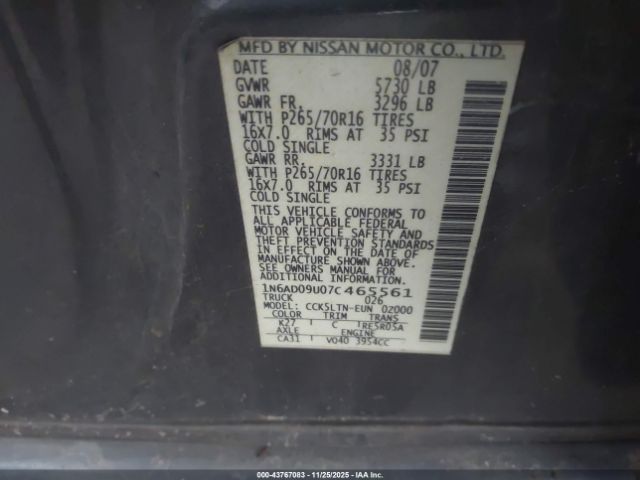 MFD BY NISSAN MOTOR CO., LTD.
DATE 08/07
GVWR 5730 LB
GAWR FR. 3296 LB
WITH P265/70R16 TIRES
16X7.0 RIMS AT 35 PSI
COLD SINGLE
GAWR RR. 3331 LB
WITH P265/70R16 TIRES
16X7.0 RIMS AT 35 PSI
COLD SINGLE
THIS VEHICLE CONFORMS TO
ALL APPLICABLE FEDERAL
MOTOR VEHICLE SAFETY AND
THEFT PREVENTION STANDARDS
IN EFFECT ON THE DATE OF
MANUFACTURE SHOWN ABOVE.
SEE OWNERS MANUAL FOR
ADDITIONAL INFORMATION.
1N6AD09U07C465561
TRUCK 026
MODEL: CCK5LTN-EUN 02000
COLOR TRIM TRANS
K27 C RE5R05A
AXLE ENGINE
CA31 VQ40 3954CC
000-43767083 - 11/25/2025 - Copyright IAA, LLC